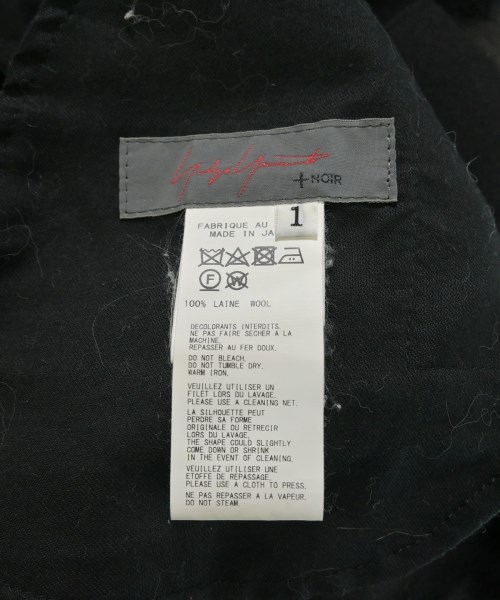 Yohji Yamamoto
+NOIR
1
FABRIQUE AU
MADE IN JA
F W
100% LAINE WOOL
DECOLORANTS INTERDITS.
NE PAS FAIRE SECHER A LA
MACHINE.
REPASSER AU FER DOUX.
DO NOT BLEACH.
DO NOT TUMBLE DRY.
WARM IRON.
VEUILLEZ UTILISER UN
FILET LORS DU LAVAGE.
PLEASE USE A CLEANING NET.
LA SILHOUETTE PEUT
PERDRE SA FORME
ORIGINALE OU RETRECIR
LORS DU LAVAGE.
THE SHAPE COULD SLIGHTLY
COME DOWN OR SHRINK
IN THE EVENT OF CLEANING.
VEUILLEZ UTILISER UNE
ETOFFE DE REPASSAGE.
PLEASE USE A CLOTH TO PRESS.
NE PAS REPASSER A LA VAPEUR.
DO NOT STEAM.